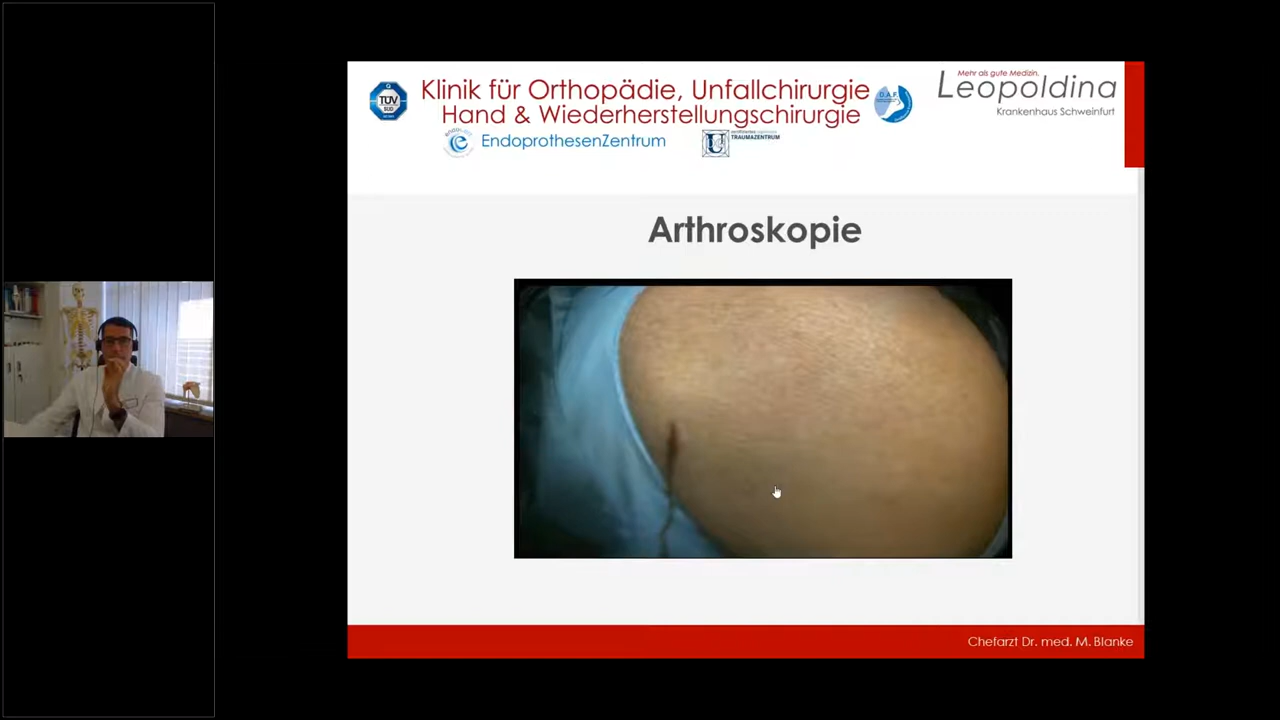 Mehr als gute Medizin.
Klinik für Orthopädie, Unfallchirurgie
Leopoldina
TÜV
SÜD
D.A.F.
Hand & Wiederherstellungschirurgie
Krankenhaus Schweinfurt
EndoprothesenZentrum
TRAUMAZENTRUM
Arthroskopie
Chefarzt Dr. med. M. Blanke